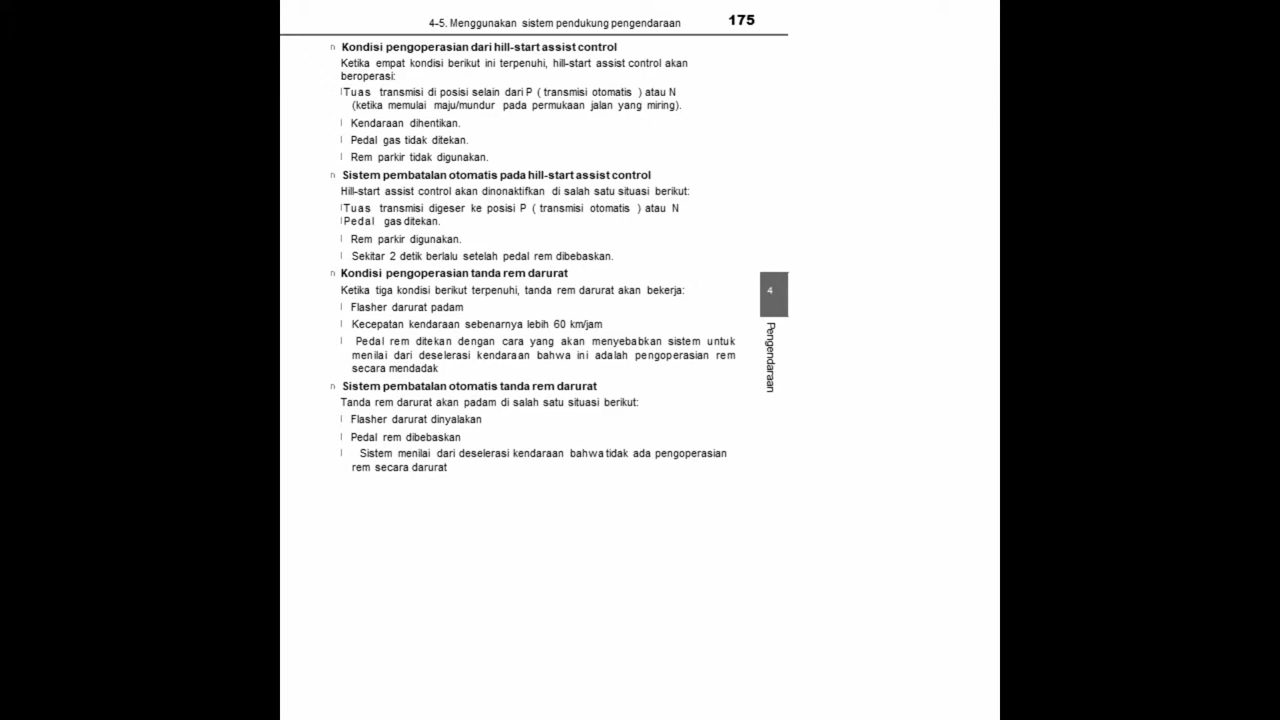 4-5. Menggunakan sistem pendukung pengendaraan 175
n Kondisi pengoperasian dari hill-start assist control
Ketika empat kondisi berikut ini terpenuhi, hill-start assist control akan
beroperasi:
l Tuas transmisi di posisi selain dari P ( transmisi otomatis ) atau N
(ketika memulai maju/mundur pada permukaan jalan yang miring).
l Kendaraan dihentikan.
l Pedal gas tidak ditekan.
l Rem parkir tidak digunakan.
n Sistem pembatalan otomatis pada hill-start assist control
Hill-start assist control akan dinonaktifkan di salah satu situasi berikut:
l Tuas transmisi digeser ke posisi P ( transmisi otomatis ) atau N
l Pedal gas ditekan.
l Rem parkir digunakan.
l Sekitar 2 detik berlalu setelah pedal rem dibebaskan.
n Kondisi pengoperasian tanda rem darurat
Ketika tiga kondisi berikut terpenuhi, tanda rem darurat akan bekerja:
l Flasher darurat padam
l Kecepatan kendaraan sebenarnya lebih 60 km/jam
l Pedal rem ditekan dengan cara yang akan menyebabkan sistem untuk
menilai dari deselerasi kendaraan bahwa ini adalah pengoperasian rem
secara mendadak
n Sistem pembatalan otomatis tanda rem darurat
Tanda rem darurat akan padam di salah satu situasi berikut:
l Flasher darurat dinyalakan
l Pedal rem dibebaskan
l Sistem menilai dari deselerasi kendaraan bahwa tidak ada pengoperasian
rem secara darurat
4
Pengendaraan